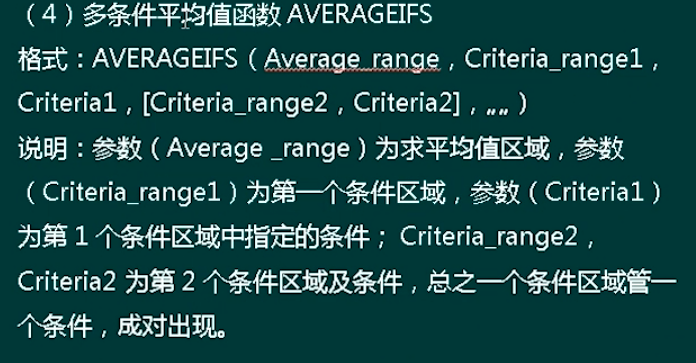 （4）多条件平均值函数 AVERAGEIFS
格式：AVERAGEIFS（Average_range，Criteria_range1，
Criteria1，[Criteria_range2，Criteria2]，„„）
说明：参数（Average _range）为求平均值区域，参数
（Criteria_range1）为第一个条件区域，参数（Criteria1）
为第 1 个条件区域中指定的条件； Criteria_range2，
Criteria2 为第 2 个条件区域及条件，总之一个条件区域管一
个条件，成对出现。